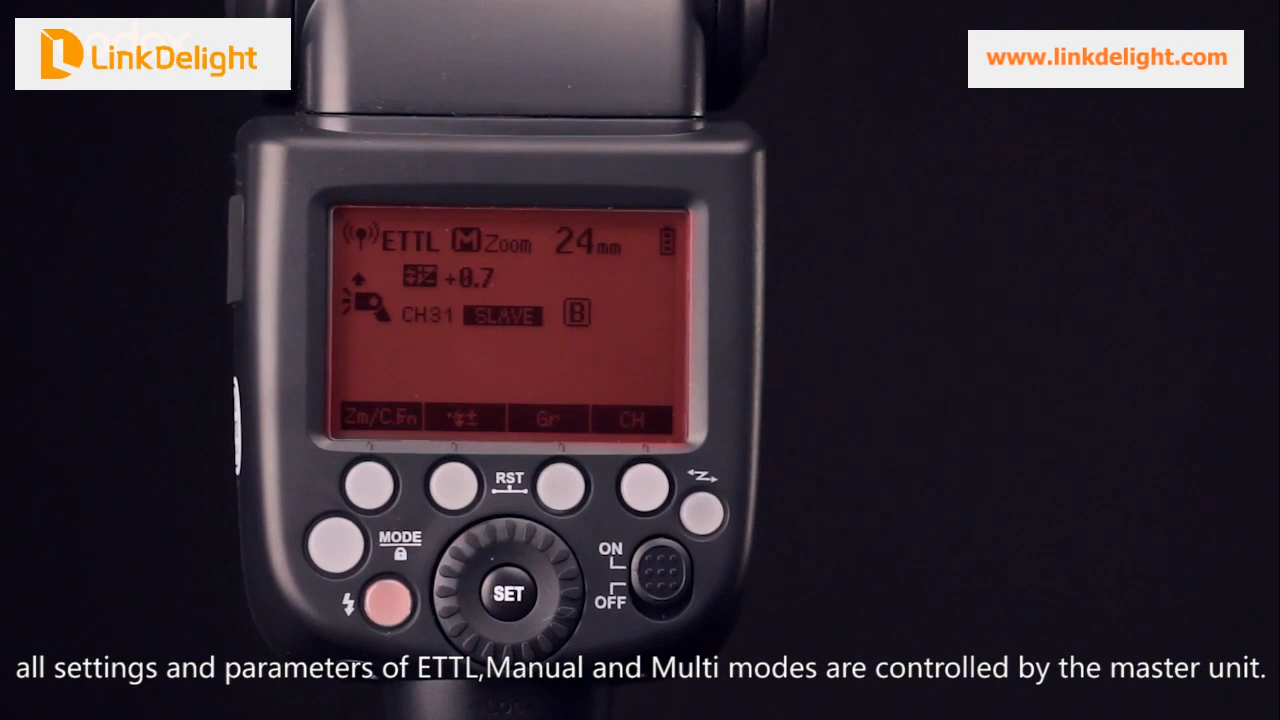 LinkDelight
www.linkdelight.com
ETTL M Zoom 24mm
+0.7
CH31 SLAVE B
Zm/C.Fn Gr CH
RST
MODE
ON
SET
OFF
all settings and parameters of ETTL,Manual and Multi modes are controlled by the master unit.